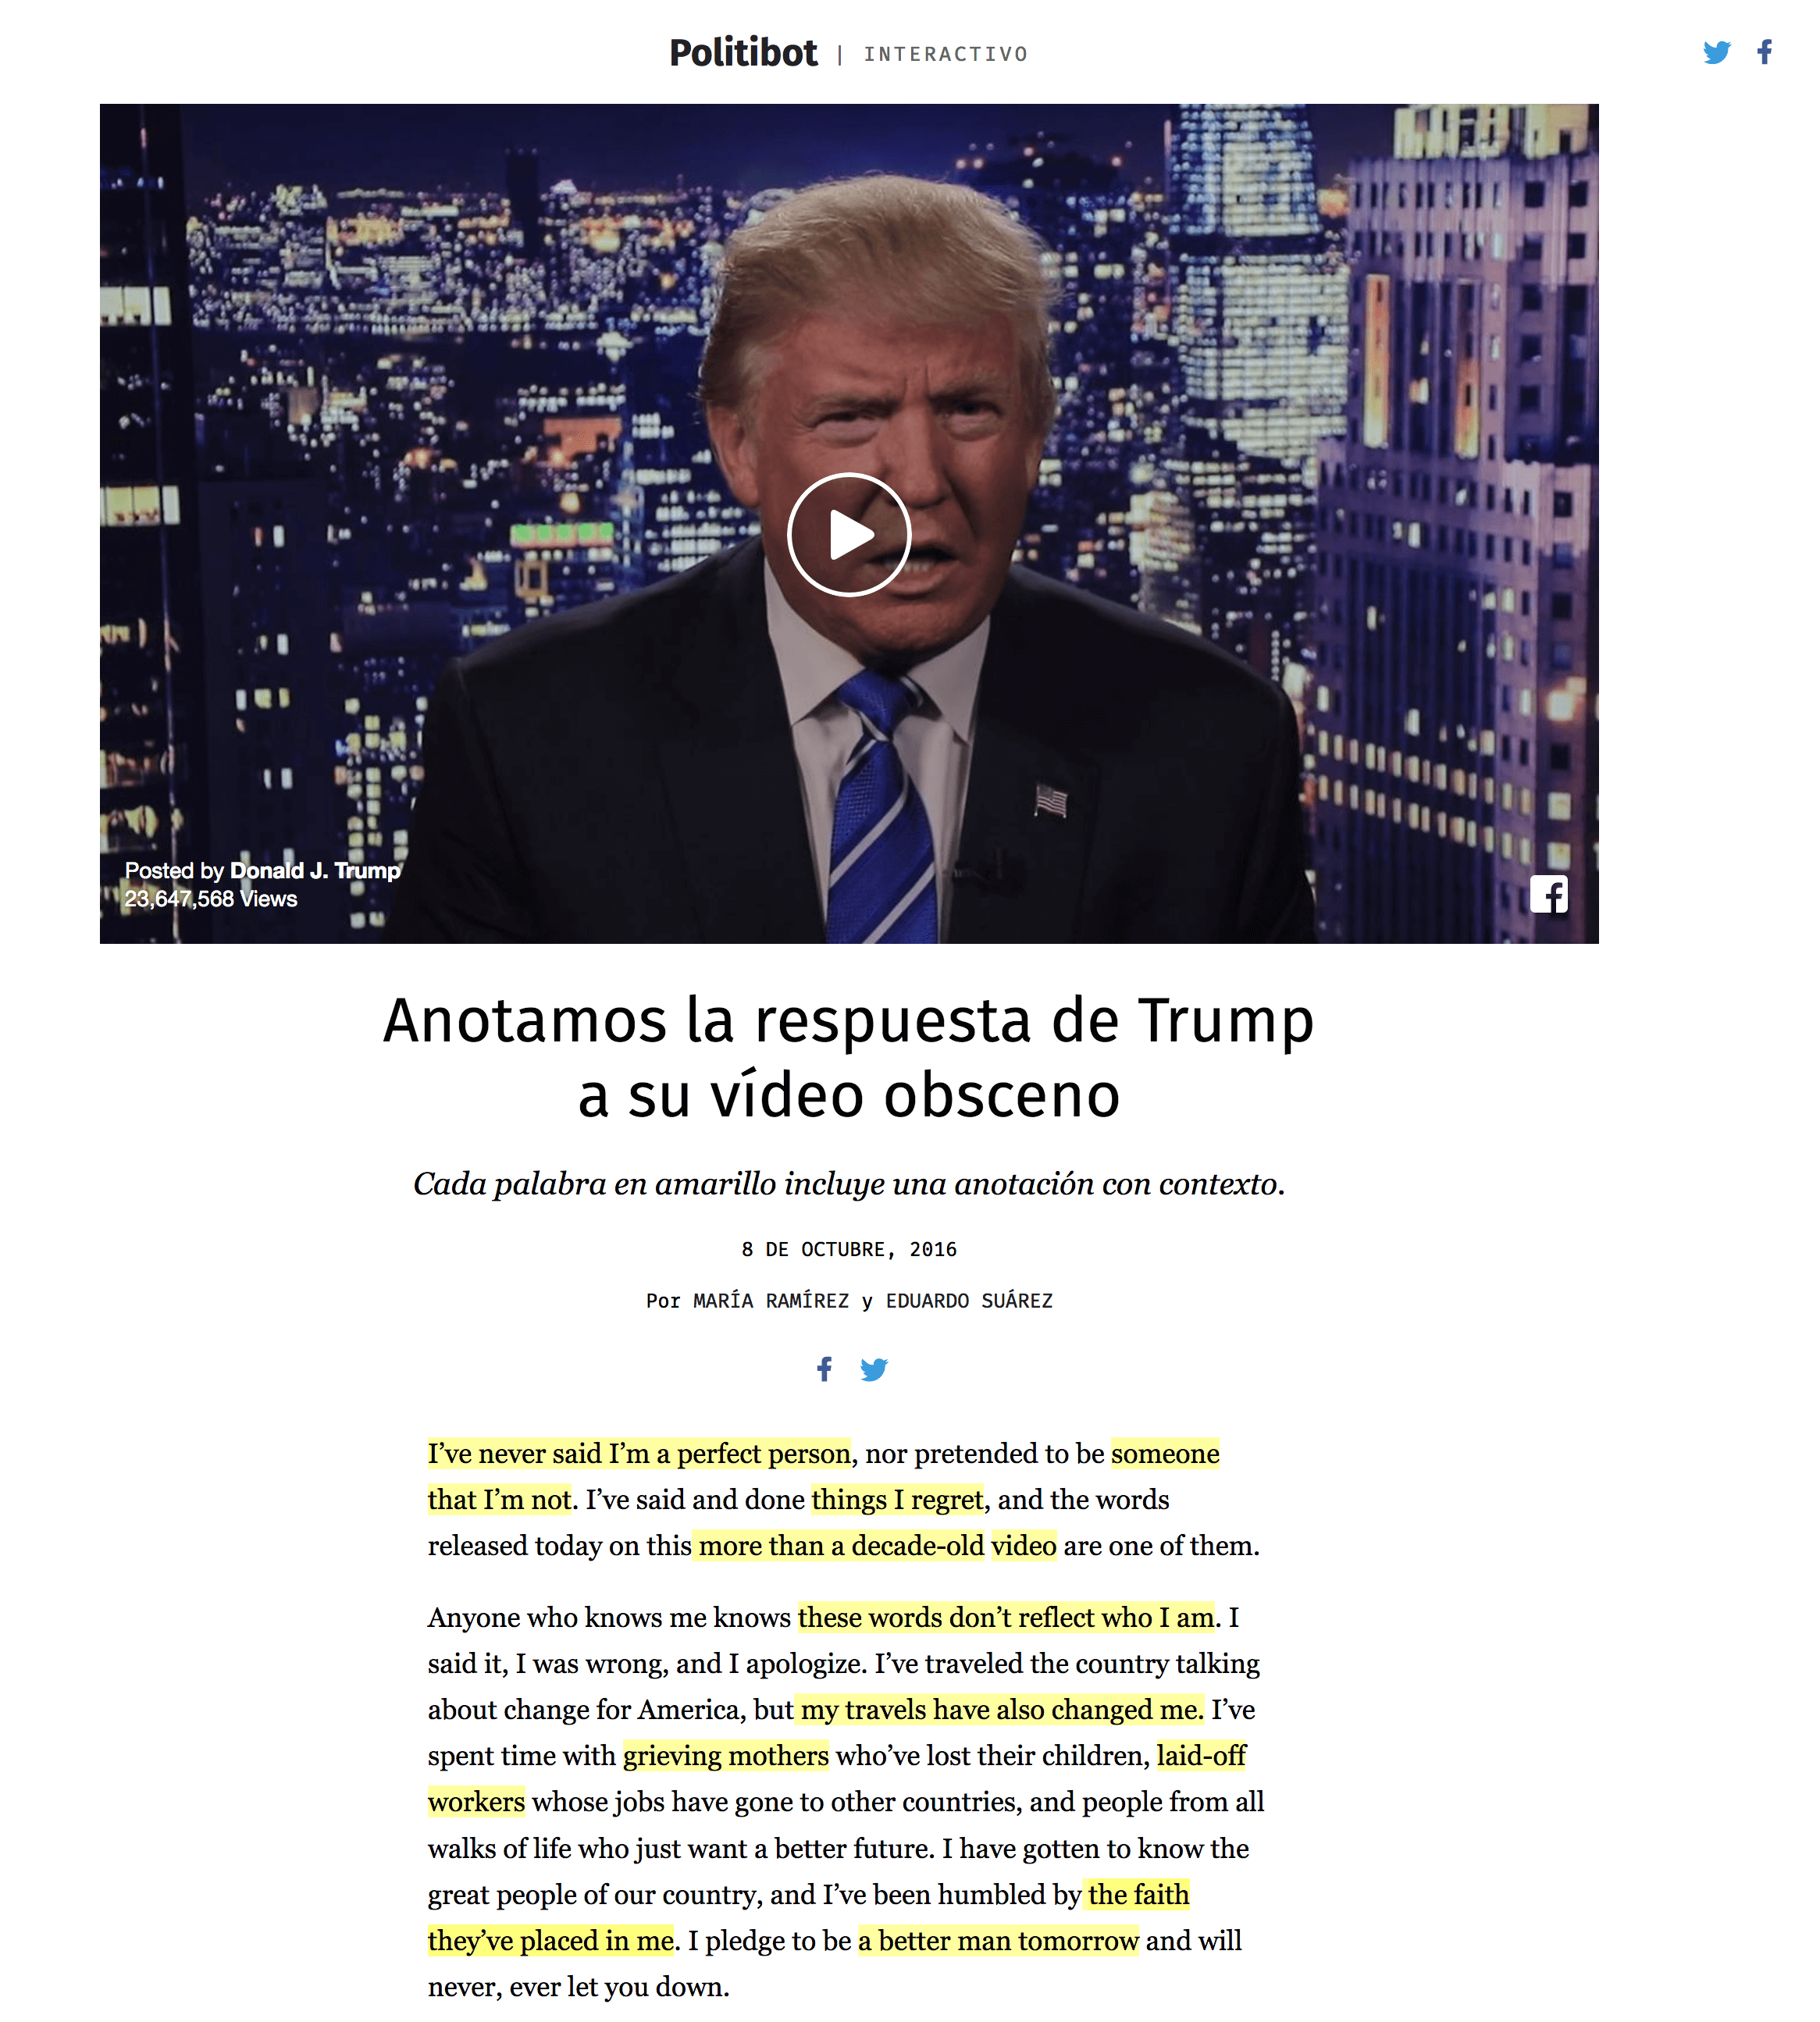 Politibot | INTERACTIVO
Posted by Donald J. Trump
23,647,568 Views
Anotamos la respuesta de Trump
a su vídeo obsceno
Cada palabra en amarillo incluye una anotación con contexto.
8 DE OCTUBRE, 2016
Por MARÍA RAMÍREZ y EDUARDO SUÁREZ
I’ve never said I’m a perfect person, nor pretended to be someone
that I’m not. I’ve said and done things I regret, and the words
released today on this more than a decade-old video are one of them.
Anyone who knows me knows these words don’t reflect who I am. I
said it, I was wrong, and I apologize. I’ve traveled the country talking
about change for America, but my travels have also changed me. I’ve
spent time with grieving mothers who’ve lost their children, laid-off
workers whose jobs have gone to other countries, and people from all
walks of life who just want a better future. I have gotten to know the
great people of our country, and I’ve been humbled by the faith
they’ve placed in me. I pledge to be a better man tomorrow and will
never, ever let you down.